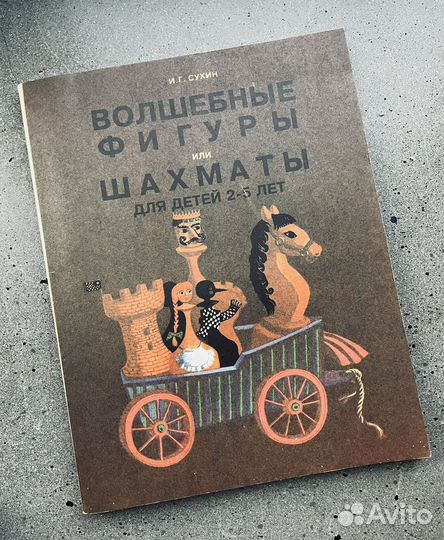 И.Г. СУХИН
ВОЛШЕБНЫЕ
ФИГУРЫ
ИЛИ
ШАХМАТЫ
ДЛЯ ДЕТЕЙ 2-5 ЛЕТ
Avito